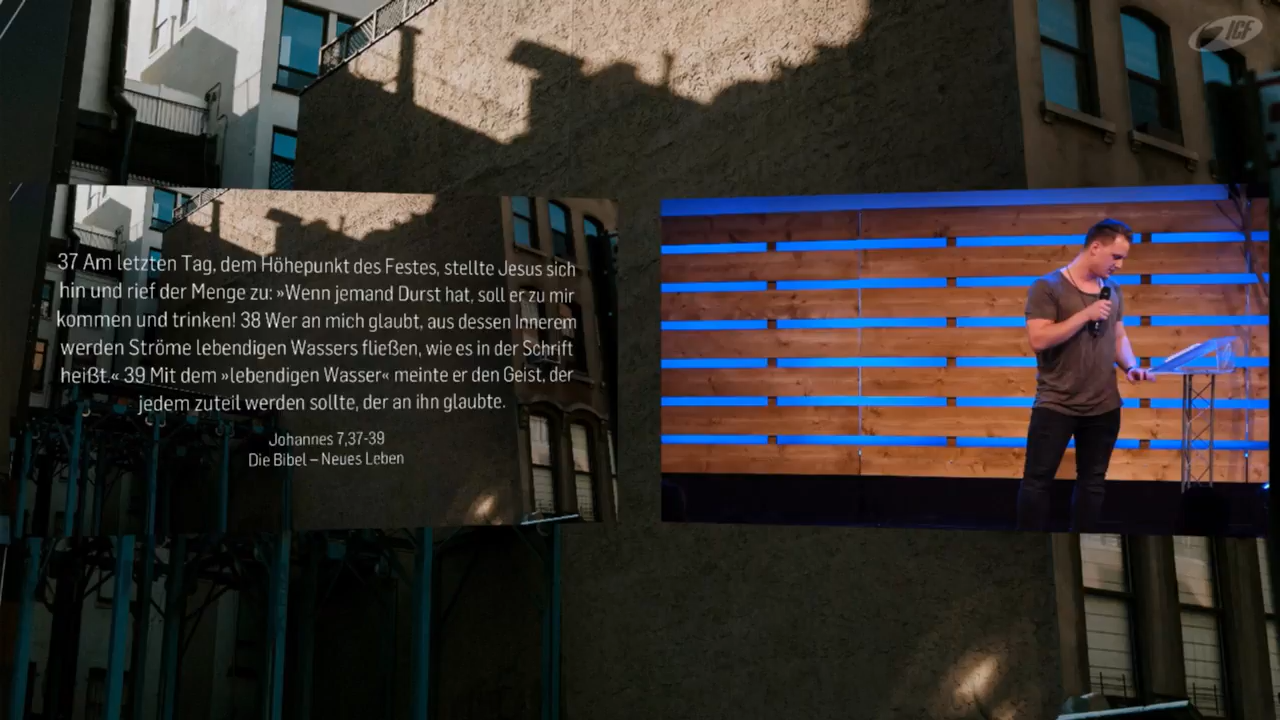 ICF
37 Am letzten Tag, dem Höhepunkt des Festes, stellte Jesus sich
hin und rief der Menge zu: »Wenn jemand Durst hat, soll er zu mir
kommen und trinken! 38 Wer an mich glaubt, aus dessen Innerem
werden Ströme lebendigen Wassers fließen, wie es in der Schrift
heißt.« 39 Mit dem »lebendigen Wasser« meinte er den Geist, der
jedem zuteil werden sollte, der an ihn glaubte.
Johannes 7,37-39
Die Bibel – Neues Leben